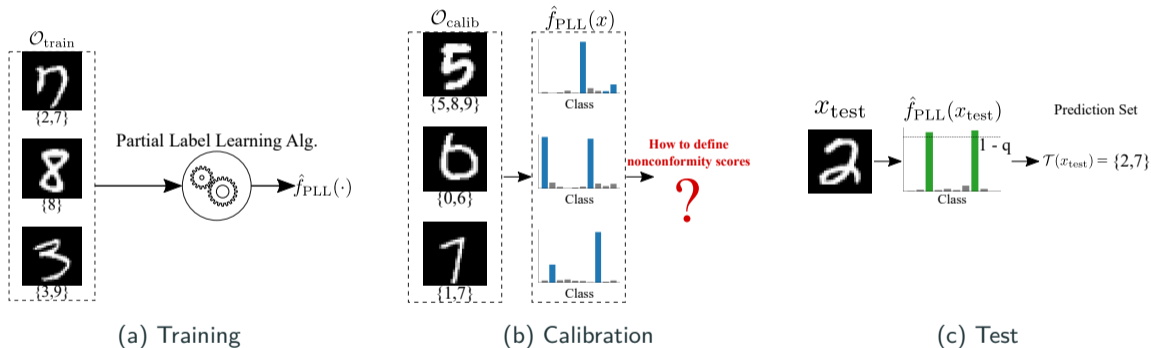 𝒪train
{2,7}
{8}
{3,9}
Partial Label Learning Alg.
f̂PLL(·)
(a) Training
𝒪calib
{5,8,9}
{0,6}
{1,7}
f̂PLL(x)
Class
Class
Class
How to define
nonconformity scores
?
(b) Calibration
xtest
f̂PLL(xtest)
1 - q
Class
Prediction Set
𝒯(xtest) = {2,7}
(c) Test